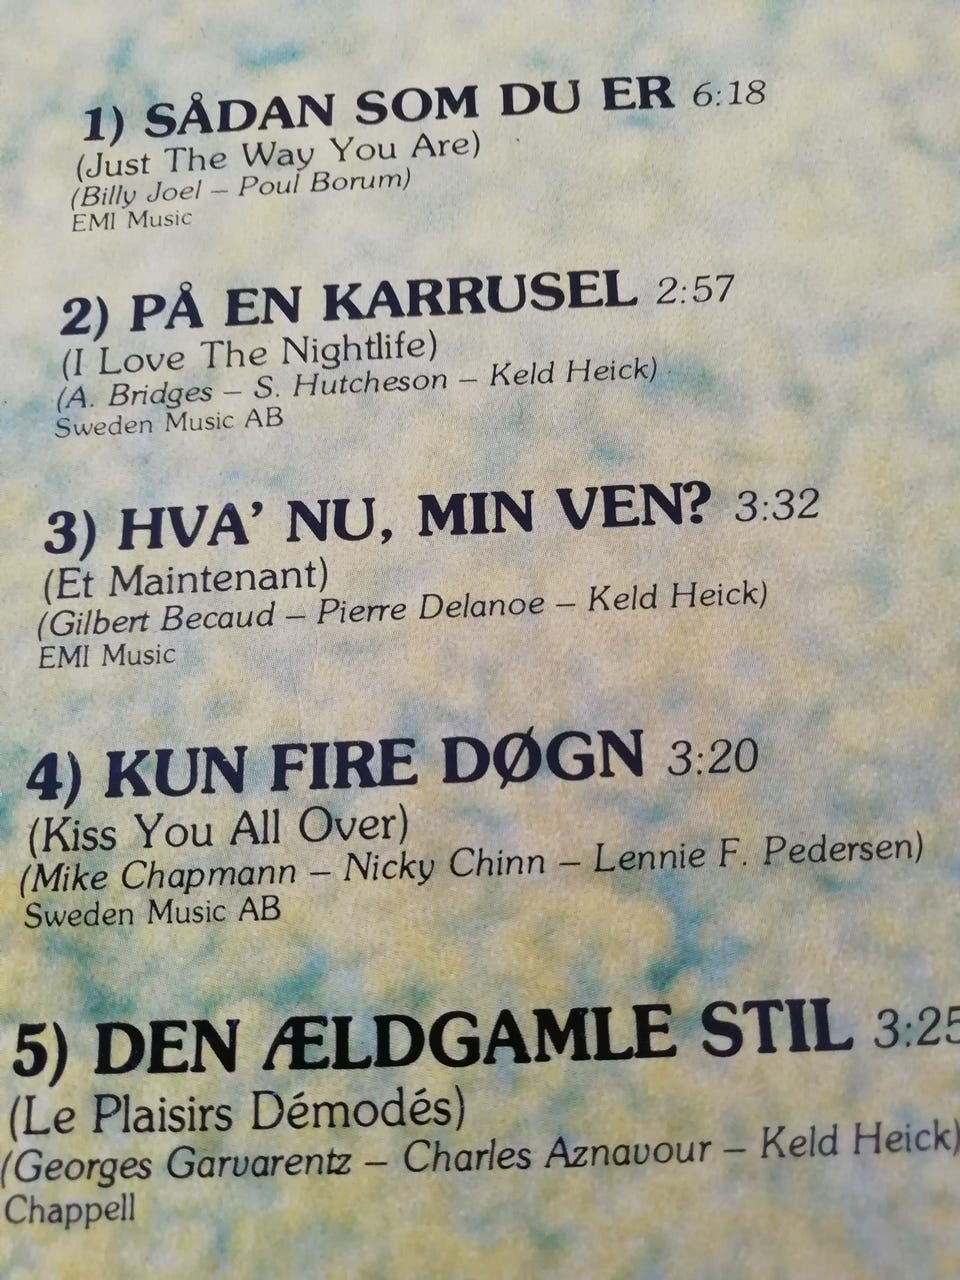 1) SÅDAN SOM DU ER 6:18
(Just The Way You Are)
(Billy Joel – Poul Borum)
EMI Music
2) PÅ EN KARRUSEL 2:57
(I Love The Nightlife)
(A. Bridges – S. Hutcheson – Keld Heick)
Sweden Music AB
3) HVA' NU, MIN VEN? 3:32
(Et Maintenant)
(Gilbert Becaud – Pierre Delanoe – Keld Heick)
EMI Music
4) KUN FIRE DØGN 3:20
(Kiss You All Over)
(Mike Chapmann – Nicky Chinn – Lennie F. Pedersen)
Sweden Music AB
5) DEN ÆLDGAMLE STIL 3:25
(Le Plaisirs Démodés)
(Georges Garvarentz – Charles Aznavour – Keld Heick)
Chappell